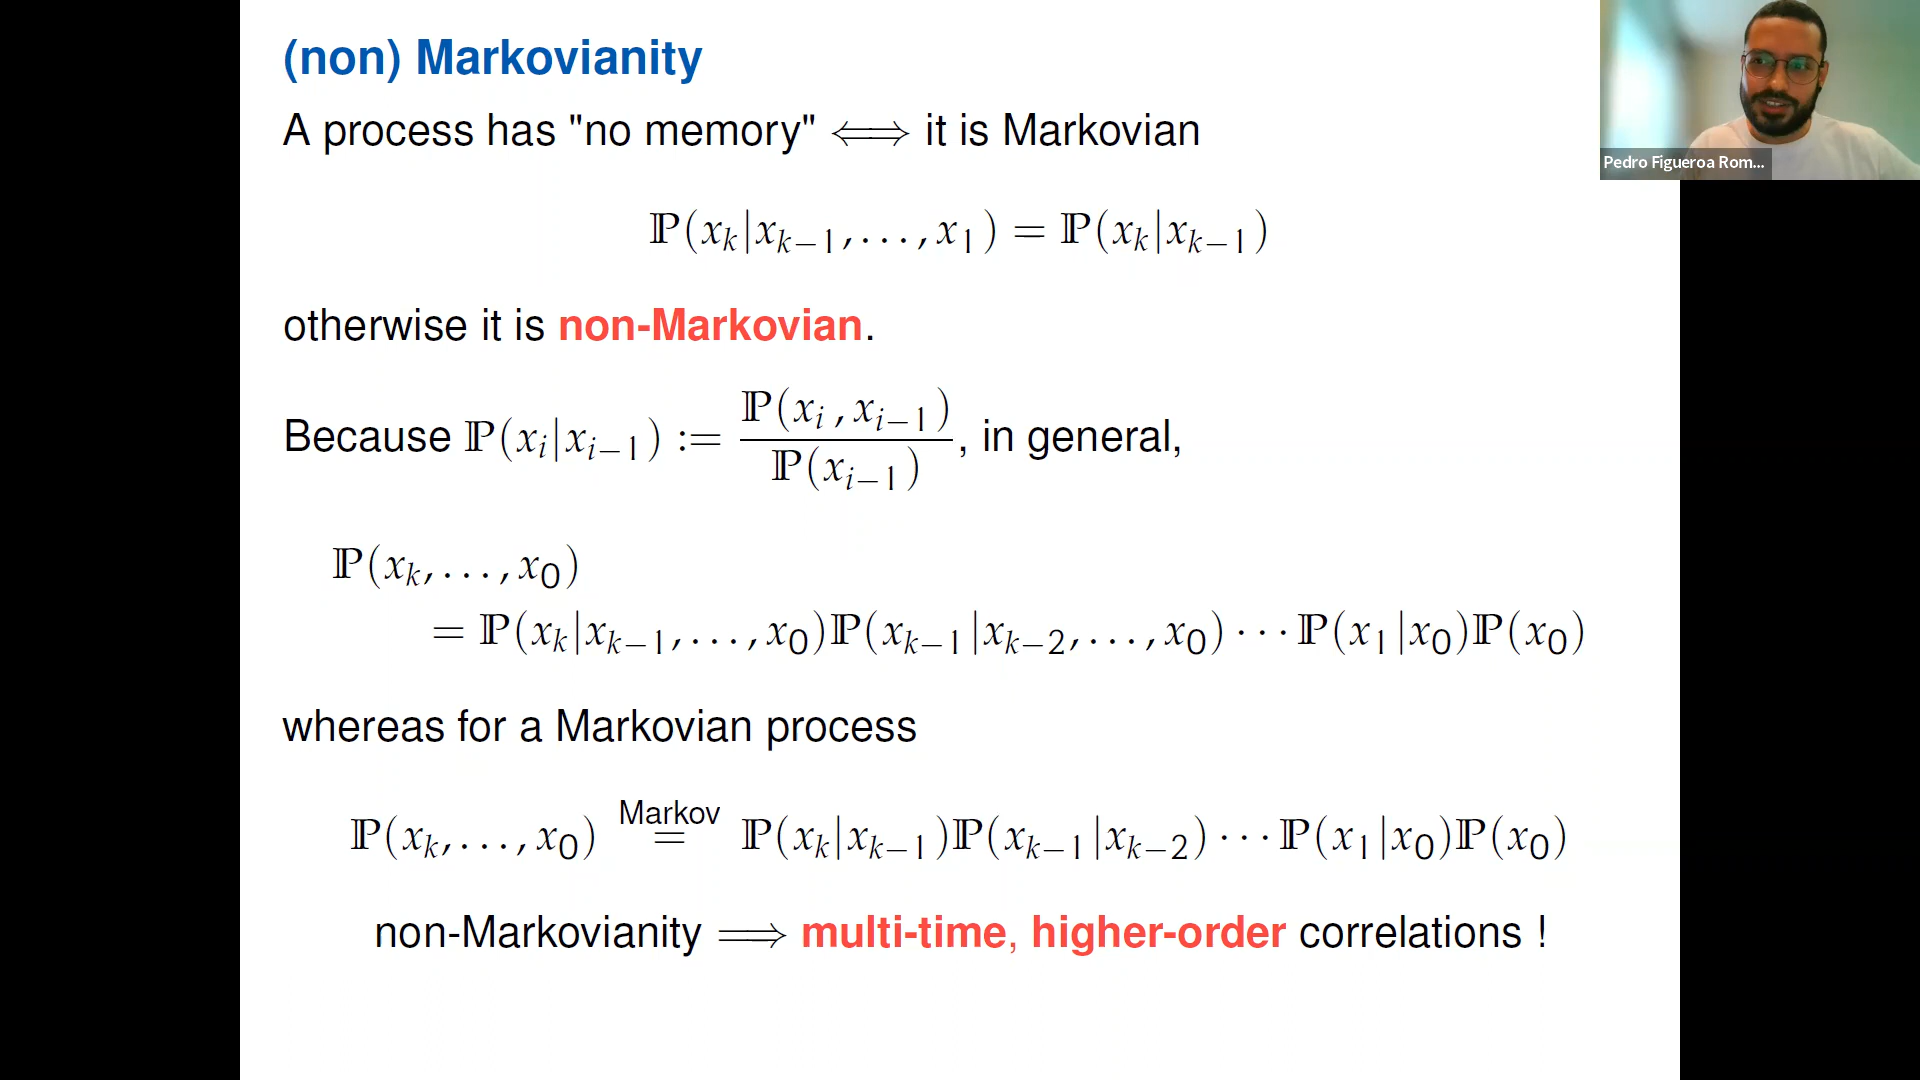 (non) Markovianity
A process has "no memory" ⟺ it is Markovian
ℙ(x_k|x_{k−1}, . . . , x_1) = ℙ(x_k|x_{k−1})
otherwise it is non-Markovian.
Because ℙ(x_i|x_{i−1}) := ℙ(x_i , x_{i−1}) / ℙ(x_{i−1}), in general,
ℙ(x_k, . . . , x_0)
= ℙ(x_k|x_{k−1}, . . . , x_0)ℙ(x_{k−1}|x_{k−2}, . . . , x_0) · · · ℙ(x_1|x_0)ℙ(x_0)
whereas for a Markovian process
ℙ(x_k, . . . , x_0) Markov = ℙ(x_k|x_{k−1})ℙ(x_{k−1}|x_{k−2}) · · · ℙ(x_1|x_0)ℙ(x_0)
non-Markovianity ⟹ multi-time, higher-order correlations !
Pedro Figueroa Rom...